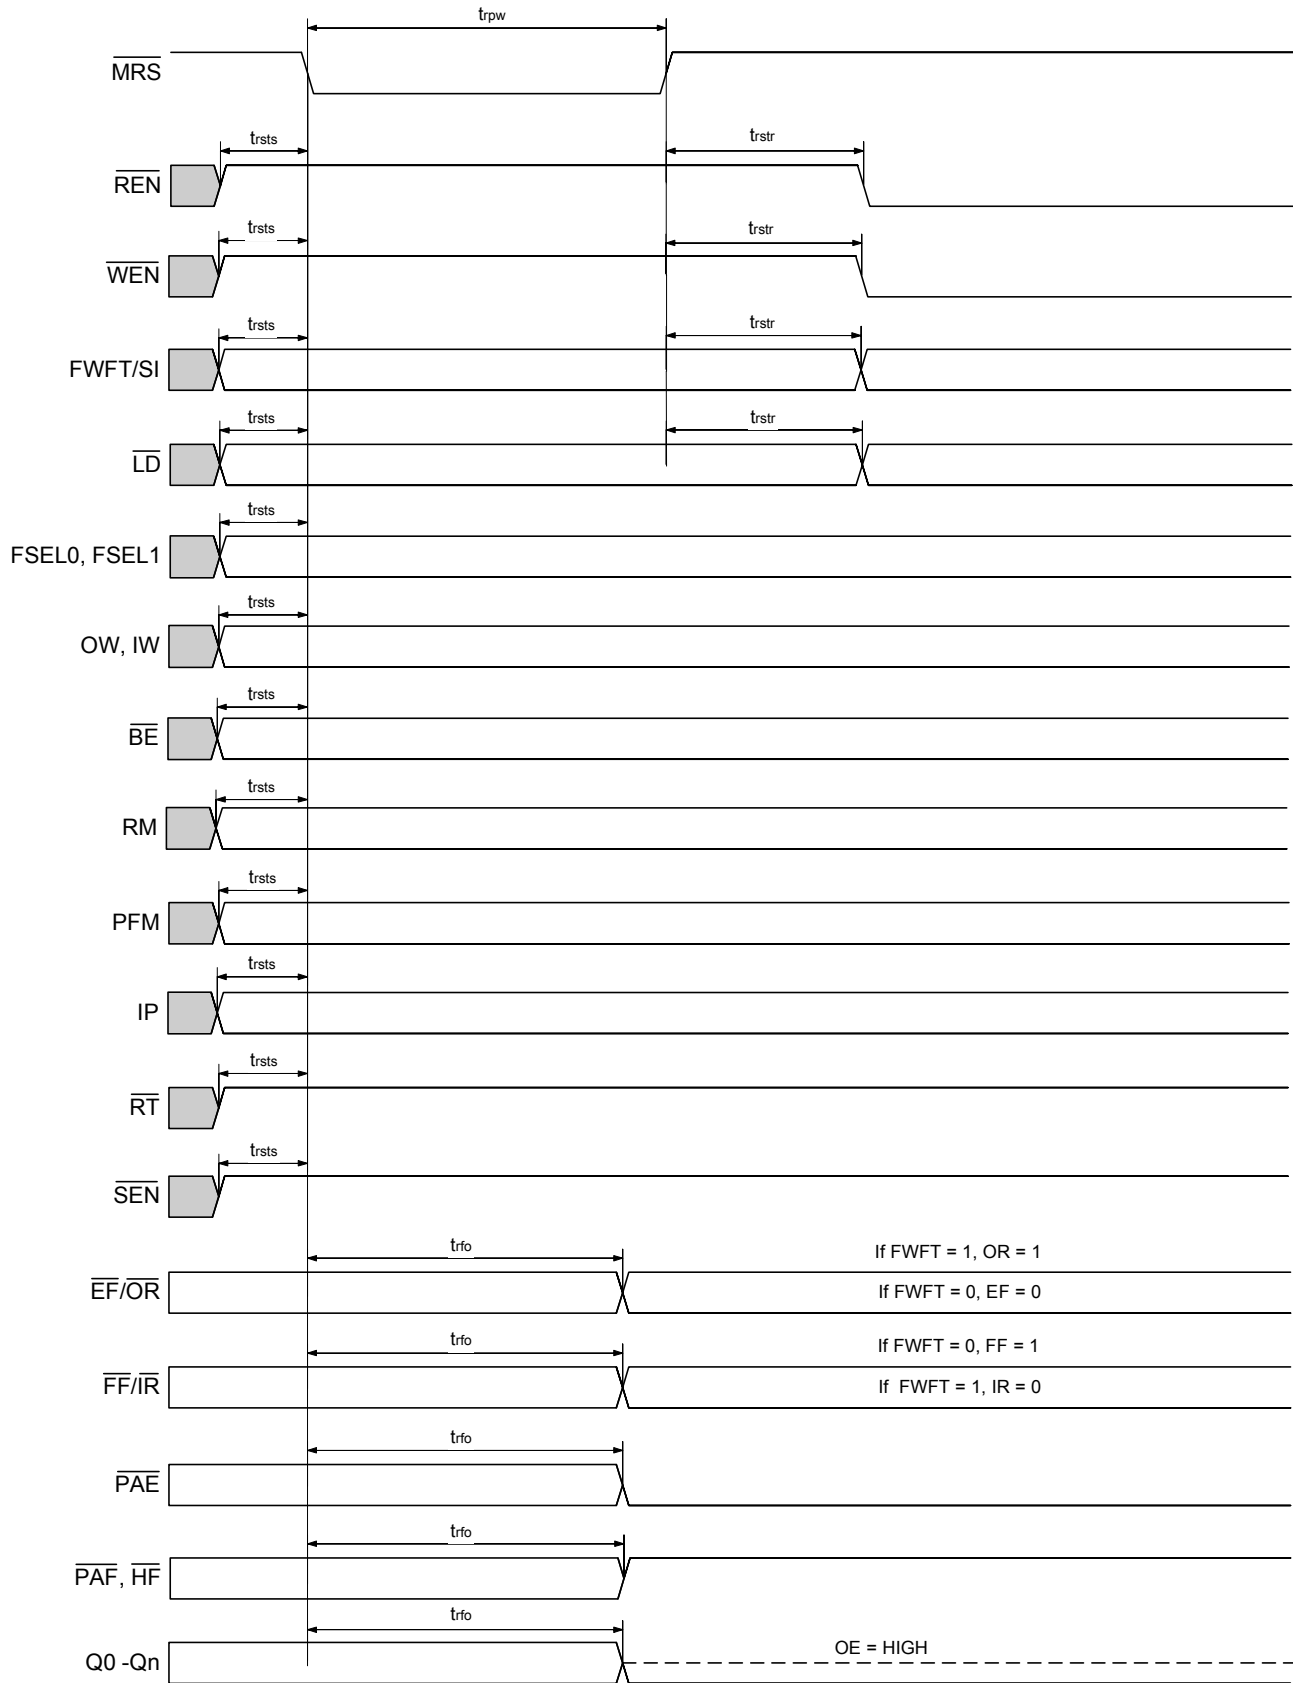 trpw
MRS
trsts
trstr
REN
trsts
trstr
WEN
trsts
trstr
FWFT/SI
trsts
trstr
LD
trsts
FSEL0, FSEL1
trsts
OW, IW
trsts
BE
trsts
RM
trsts
PFM
trsts
IP
trsts
RT
trsts
SEN
trfo
If FWFT = 1, OR = 1
EF/OR
If FWFT = 0, EF = 0
trfo
If FWFT = 0, FF = 1
FF/IR
If FWFT = 1, IR = 0
trfo
PAE
trfo
PAF, HF
trfo
OE = HIGH
Q0 -Qn